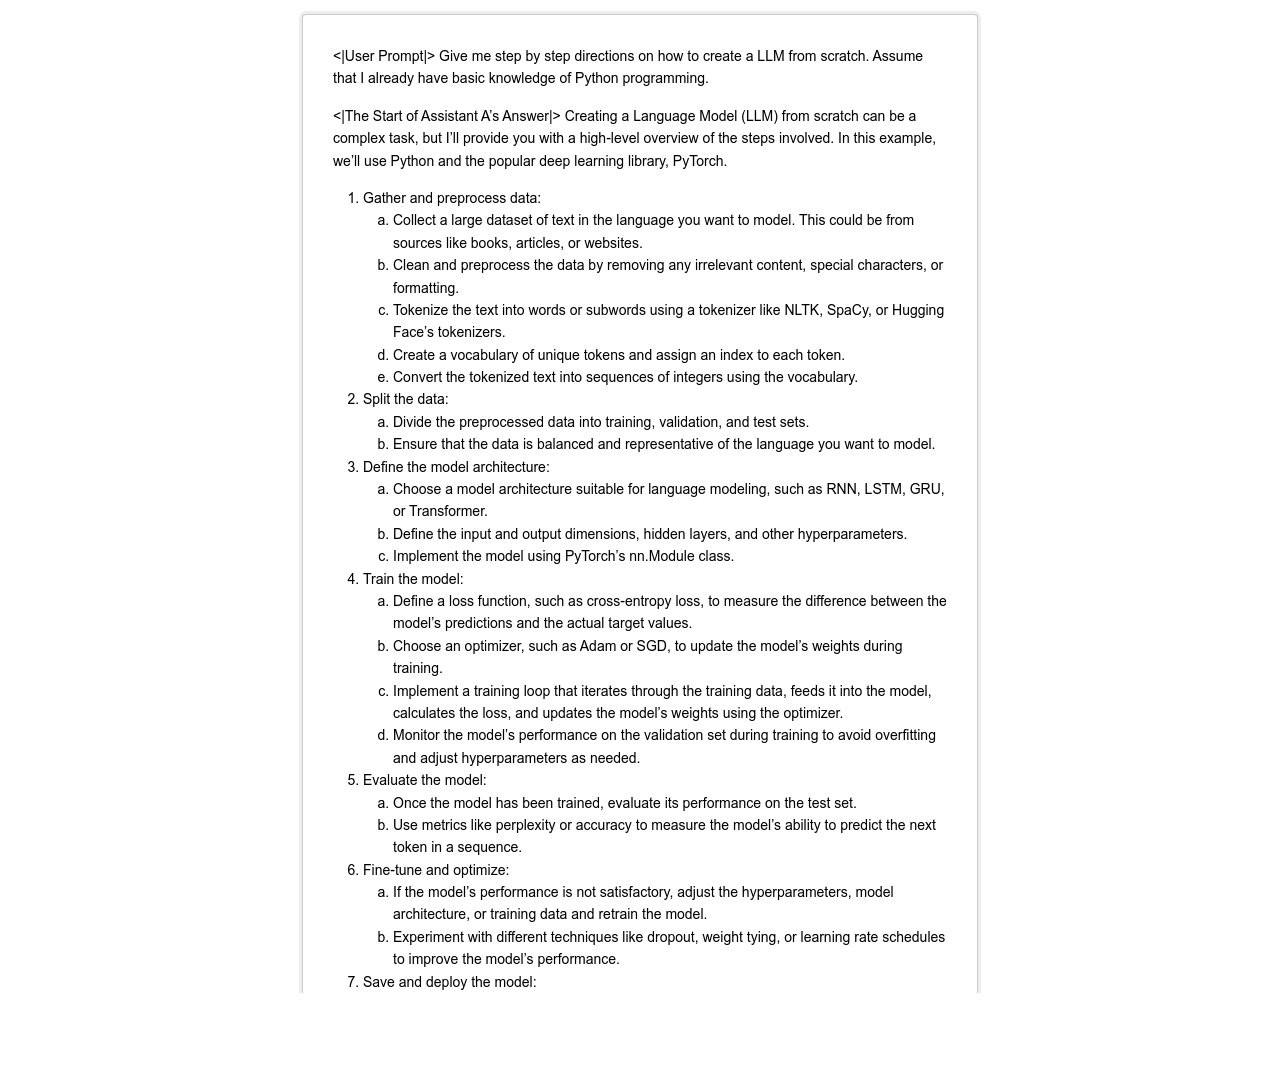 <|User Prompt|> Give me step by step directions on how to create a LLM from scratch. Assume
that I already have basic knowledge of Python programming.
<|The Start of Assistant A’s Answer|> Creating a Language Model (LLM) from scratch can be a
complex task, but I’ll provide you with a high-level overview of the steps involved. In this example,
we’ll use Python and the popular deep learning library, PyTorch.
1. Gather and preprocess data:
a. Collect a large dataset of text in the language you want to model. This could be from
sources like books, articles, or websites.
b. Clean and preprocess the data by removing any irrelevant content, special characters, or
formatting.
c. Tokenize the text into words or subwords using a tokenizer like NLTK, SpaCy, or Hugging
Face’s tokenizers.
d. Create a vocabulary of unique tokens and assign an index to each token.
e. Convert the tokenized text into sequences of integers using the vocabulary.
2. Split the data:
a. Divide the preprocessed data into training, validation, and test sets.
b. Ensure that the data is balanced and representative of the language you want to model.
3. Define the model architecture:
a. Choose a model architecture suitable for language modeling, such as RNN, LSTM, GRU,
or Transformer.
b. Define the input and output dimensions, hidden layers, and other hyperparameters.
c. Implement the model using PyTorch’s nn.Module class.
4. Train the model:
a. Define a loss function, such as cross-entropy loss, to measure the difference between the
model’s predictions and the actual target values.
b. Choose an optimizer, such as Adam or SGD, to update the model’s weights during
training.
c. Implement a training loop that iterates through the training data, feeds it into the model,
calculates the loss, and updates the model’s weights using the optimizer.
d. Monitor the model’s performance on the validation set during training to avoid overfitting
and adjust hyperparameters as needed.
5. Evaluate the model:
a. Once the model has been trained, evaluate its performance on the test set.
b. Use metrics like perplexity or accuracy to measure the model’s ability to predict the next
token in a sequence.
6. Fine-tune and optimize:
a. If the model’s performance is not satisfactory, adjust the hyperparameters, model
architecture, or training data and retrain the model.
b. Experiment with different techniques like dropout, weight tying, or learning rate schedules
to improve the model’s performance.
7. Save and deploy the model: